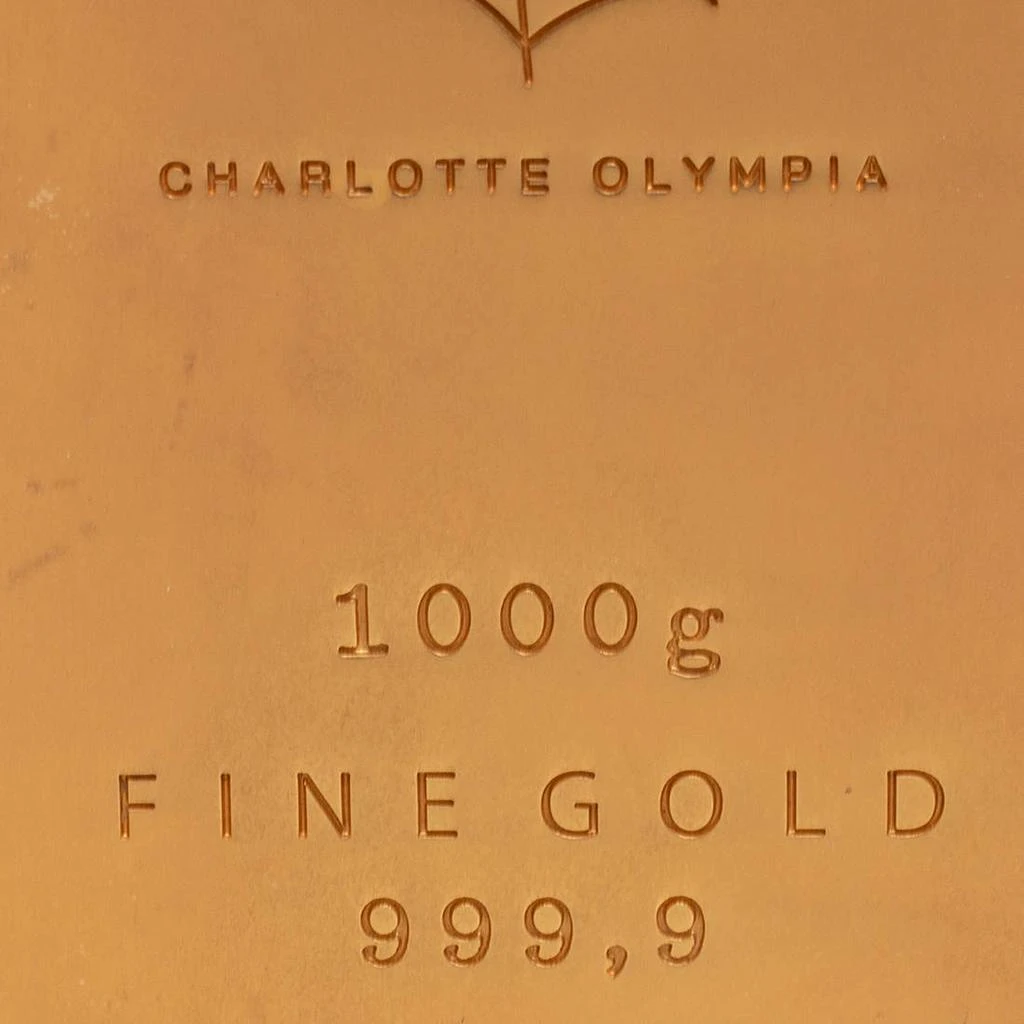 CHARLOTTE OLYMPIA
1000g
FINE GOLD
999,9